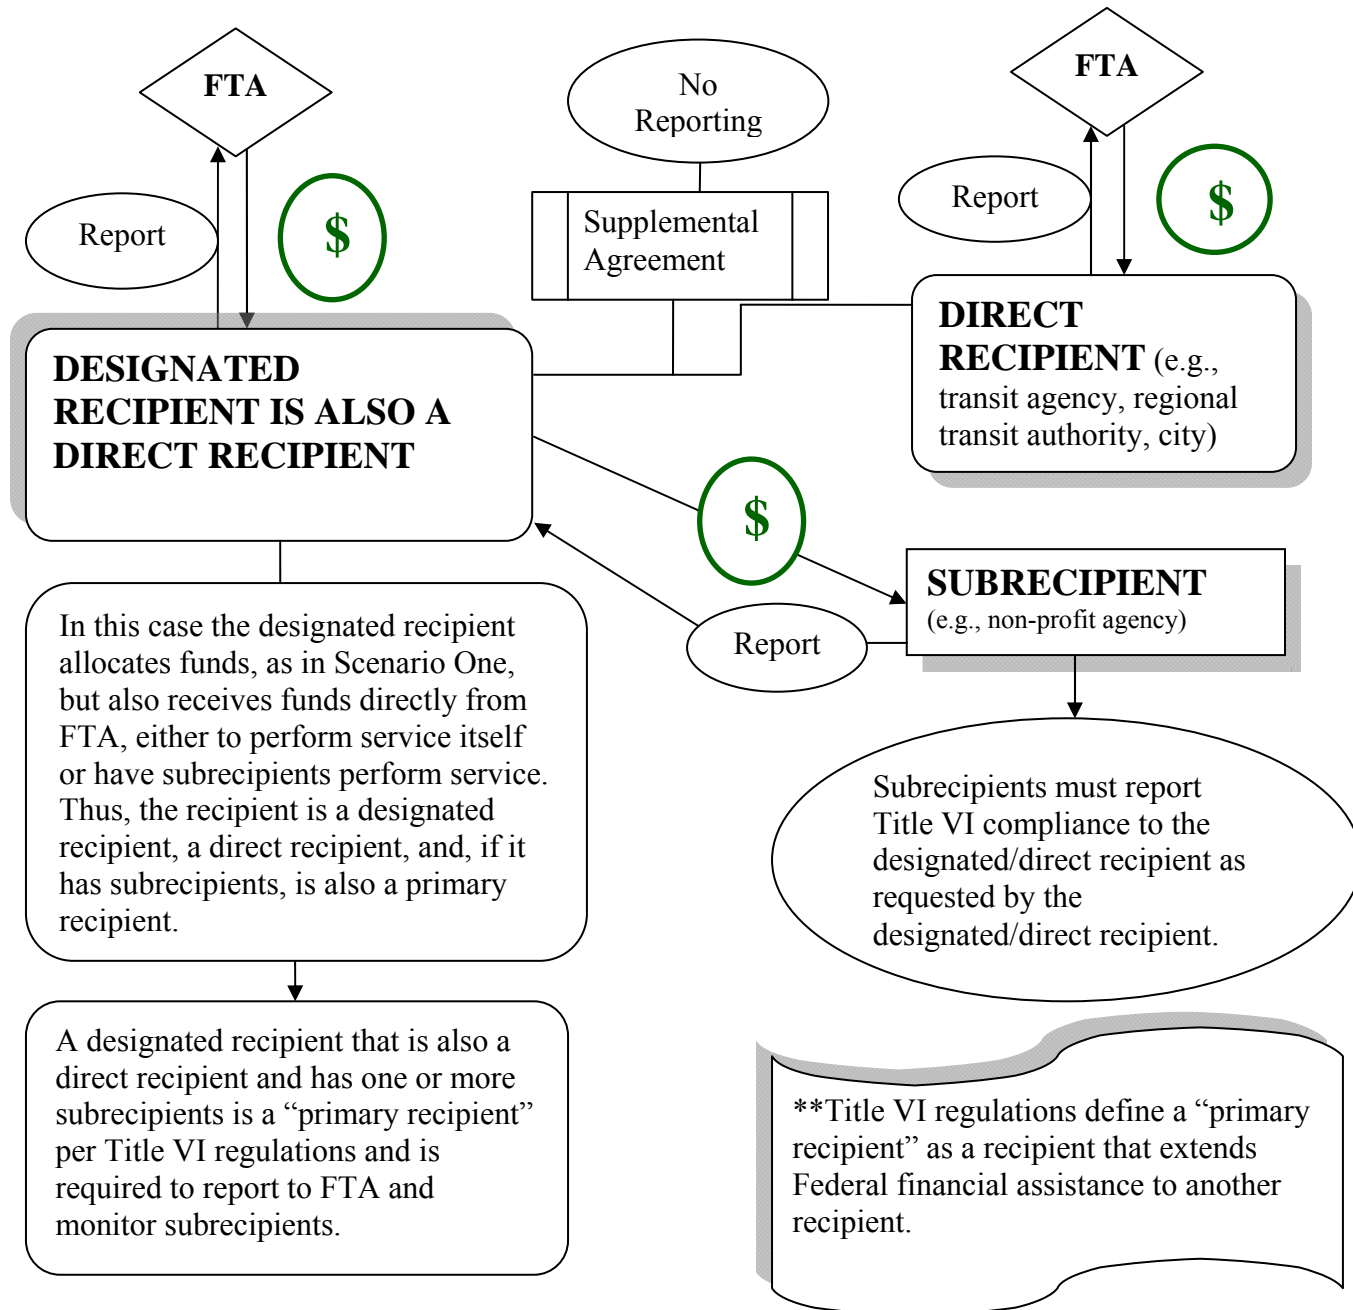 FTA
No
Reporting
FTA
Report
$
Supplemental
Agreement
Report
$
DESIGNATED
RECIPIENT IS ALSO A
DIRECT RECIPIENT
DIRECT
RECIPIENT (e.g.,
transit agency, regional
transit authority, city)
$
SUBRECIPIENT
(e.g., non-profit agency)
Report
In this case the designated recipient
allocates funds, as in Scenario One,
but also receives funds directly from
FTA, either to perform service itself
or have subrecipients perform service.
Thus, the recipient is a designated
recipient, a direct recipient, and, if it
has subrecipients, is also a primary
recipient.
Subrecipients must report
Title VI compliance to the
designated/direct recipient as
requested by the
designated/direct recipient.
A designated recipient that is also a
direct recipient and has one or more
subrecipients is a “primary recipient”
per Title VI regulations and is
required to report to FTA and
monitor subrecipients.
**Title VI regulations define a “primary
recipient” as a recipient that extends
Federal financial assistance to another
recipient.